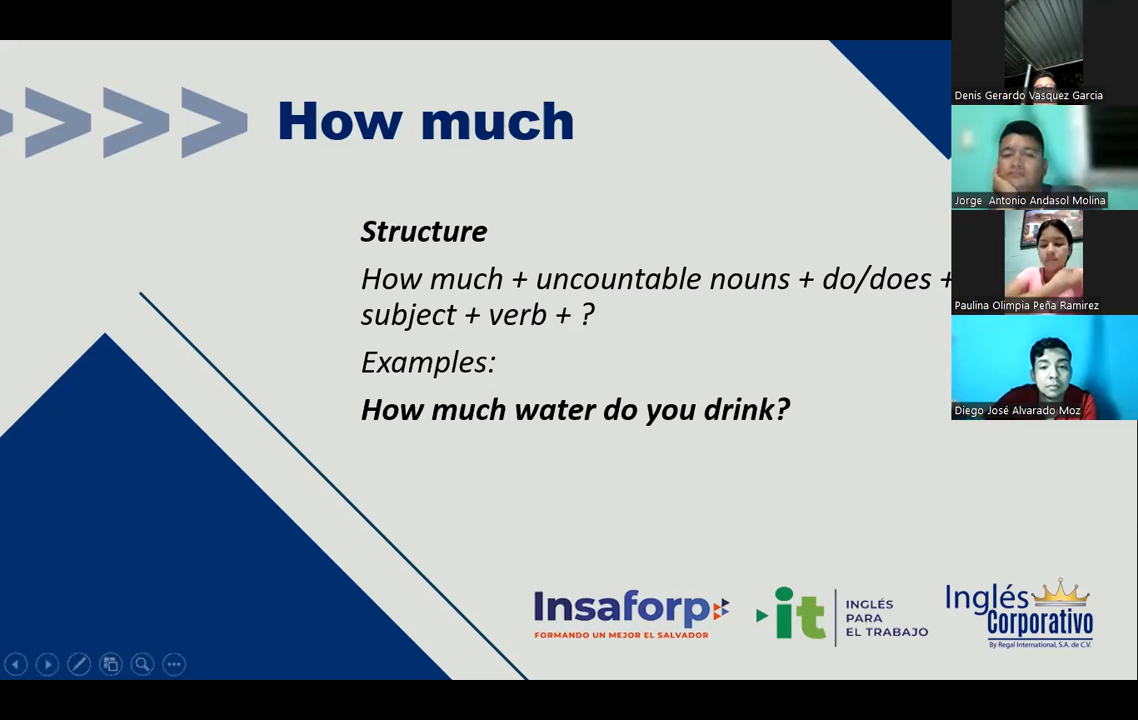 How much
Structure
How much + uncountable nouns + do/does +
subject + verb + ?
Examples:
How much water do you drink?
Denis Gerardo Vasquez Garcia
Jorge Antonio Andasol Molina
Paulina Olimpia Peña Ramirez
Diego José Alvarado Moz
Insaforp
FORMANDO UN MEJOR EL SALVADOR
it
INGLÉS
PARA
EL TRABAJO
Inglés
Corporativo
By Regal International, S.A. de C.V.